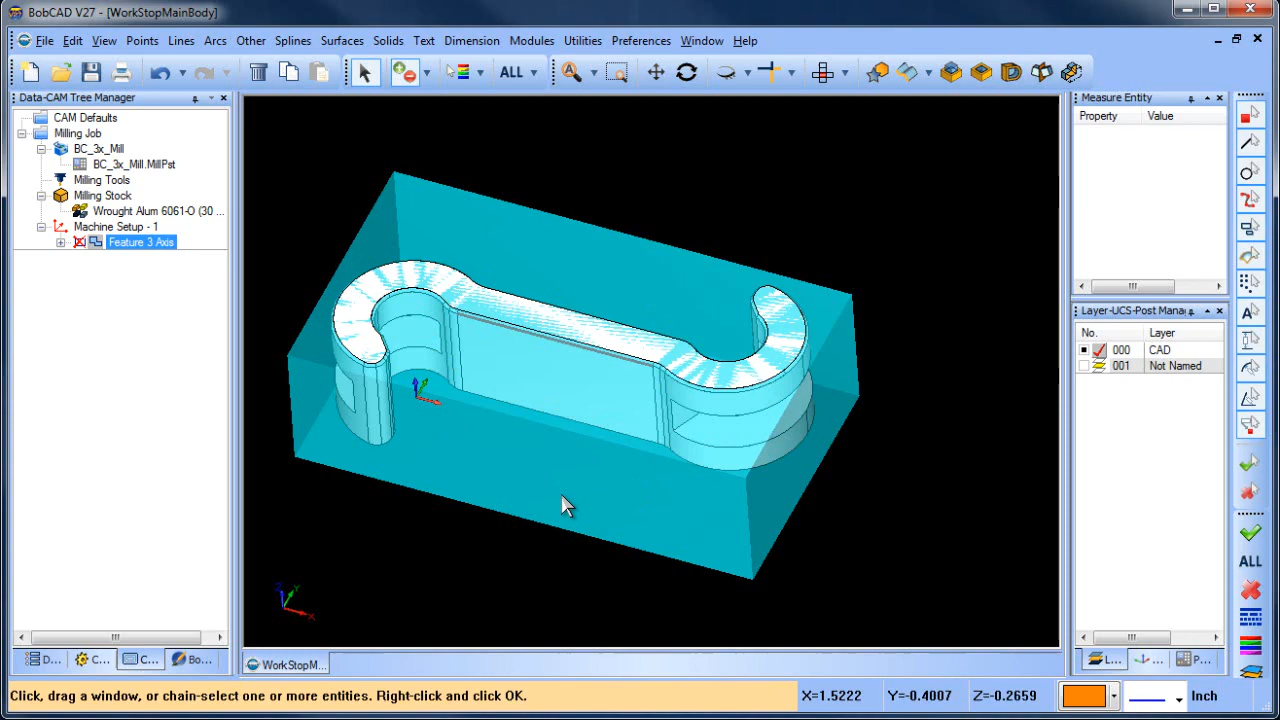 BobCAD V27 - [WorkStopMainBody]
File Edit View Points Lines Arcs Other Splines Surfaces Solids Text Dimension Modules Utilities Preferences Window Help
ALL
Data-CAM Tree Manager
CAM Defaults
Milling Job
BC_3x_Mill
BC_3x_Mill.MillPst
Milling Tools
Milling Stock
Wrought Alum 6061-O (30 ...
Machine Setup - 1
Feature 3 Axis
Measure Entity
Property Value
Layer-UCS-Post Mana
No. Layer
000 CAD
001 Not Named
ALL
Z Y X
D... C... C... Bo...
WorkStopM...
L... ... P...
Click, drag a window, or chain-select one or more entities. Right-click and click OK.
X=1.5222 Y=-0.4007 Z=-0.2659 Inch